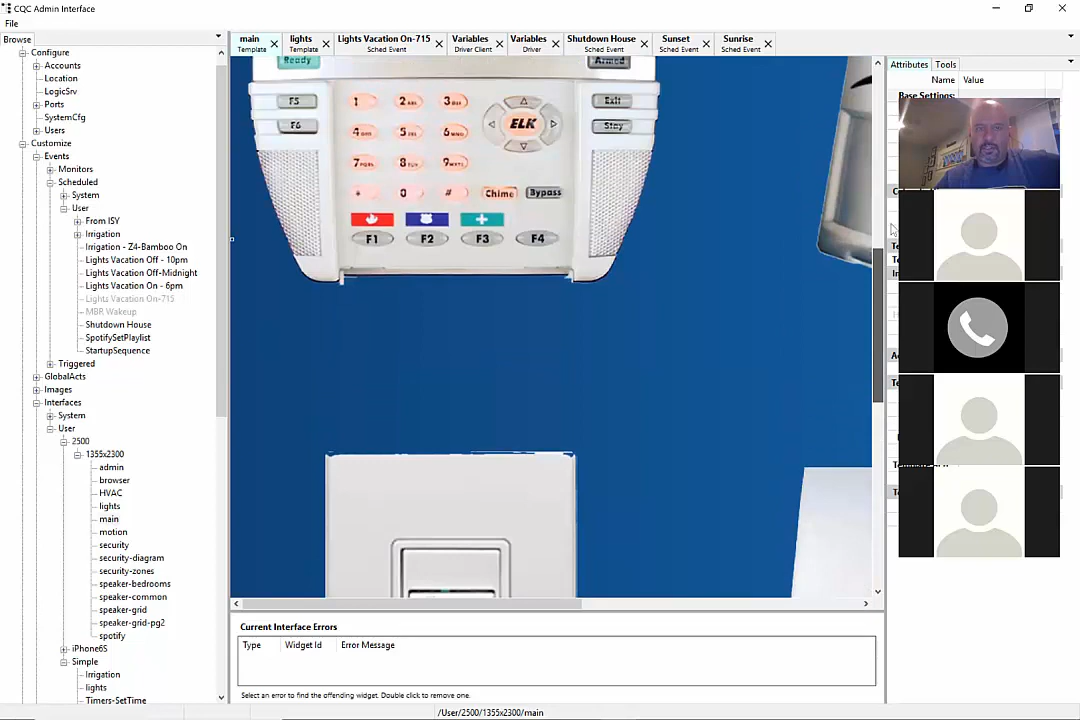 CQC Admin Interface
File
Browse
Configure
Accounts
Location
LogicSrv
Ports
SystemCfg
Users
Customize
Events
Monitors
Scheduled
System
User
From ISY
Irrigation
Irrigation - Z4-Bamboo On
Lights Vacation Off - 10pm
Lights Vacation Off-Midnight
Lights Vacation On - 6pm
Lights Vacation On-715
MBR Wakeup
Shutdown House
SpotifySetPlaylist
StartupSequence
Triggered
GlobalActs
Images
Interfaces
System
User
2500
1355x2300
admin
browser
HVAC
lights
main
motion
security
security-diagram
security-zones
speaker-bedrooms
speaker-common
speaker-grid
speaker-grid-pg2
spotify
iPhone6S
Simple
Irrigation
lights
Timers-SetTime
main
Template
lights
Template
Lights Vacation On-715
Sched Event
Variables
Driver Client
Variables
Driver
Shutdown House
Sched Event
Sunset
Sched Event
Sunrise
Sched Event
Ready
Armed
F5
1
2 ABC
3 DEF
Exit
F6
4 GHI
5 JKL
6 MNO
ELK
Stay
7 PQRS
8 TUV
9 WXYZ
*
0
#
Chime
Bypass
F1
F2
F3
F4
Current Interface Errors
Type
Widget Id
Error Message
Select an error to find the offending widget. Double click to remove one.
/User/2500/1355x2300/main
Attributes
Tools
Name
Value
Base Settings: